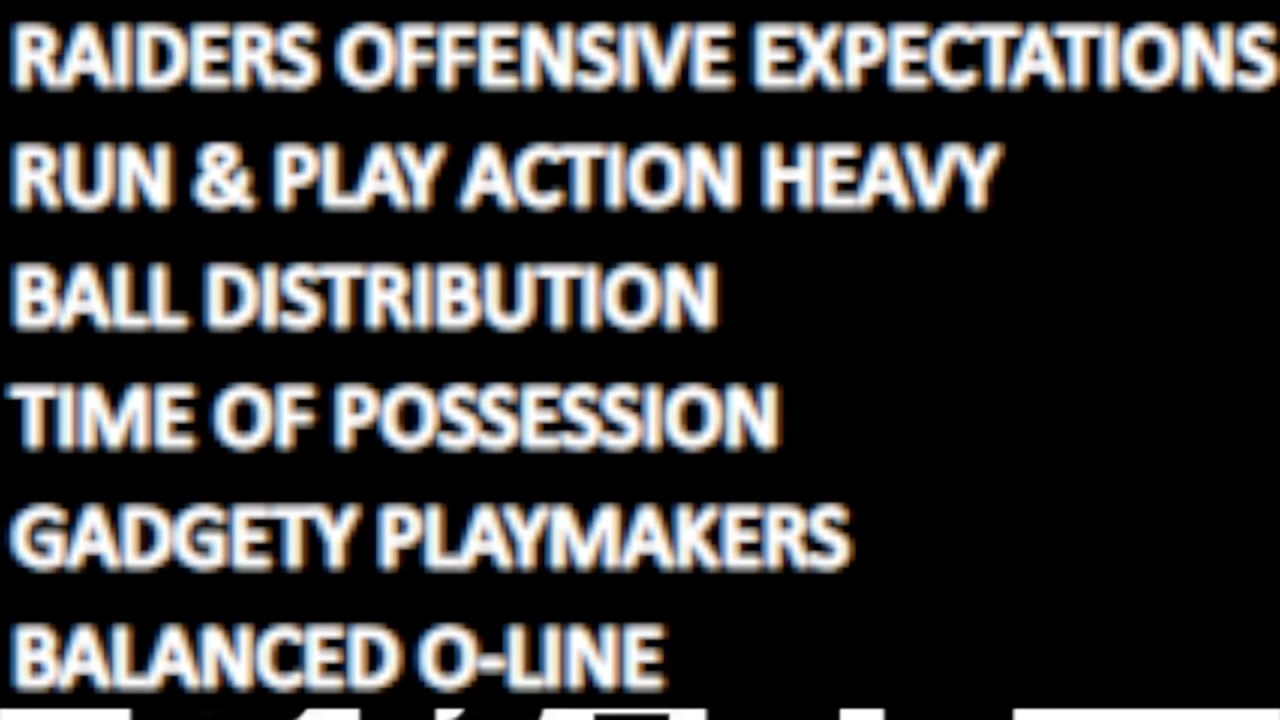 RAIDERS OFFENSIVE EXPECTATIONS
RUN & PLAY ACTION HEAVY
BALL DISTRIBUTION
TIME OF POSSESSION
GADGETY PLAYMAKERS
BALANCED O-LINE